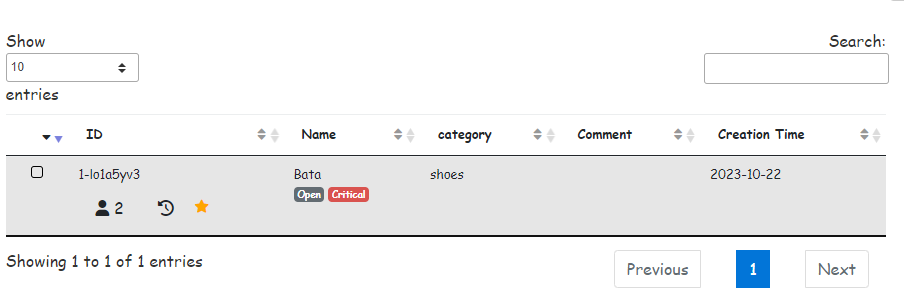 Show
Search:
10
entries
ID Name category Comment Creation Time
1-lo1a5yv3 Bata shoes 2023-10-22
Open Critical
2
Showing 1 to 1 of 1 entries
Previous 1 Next